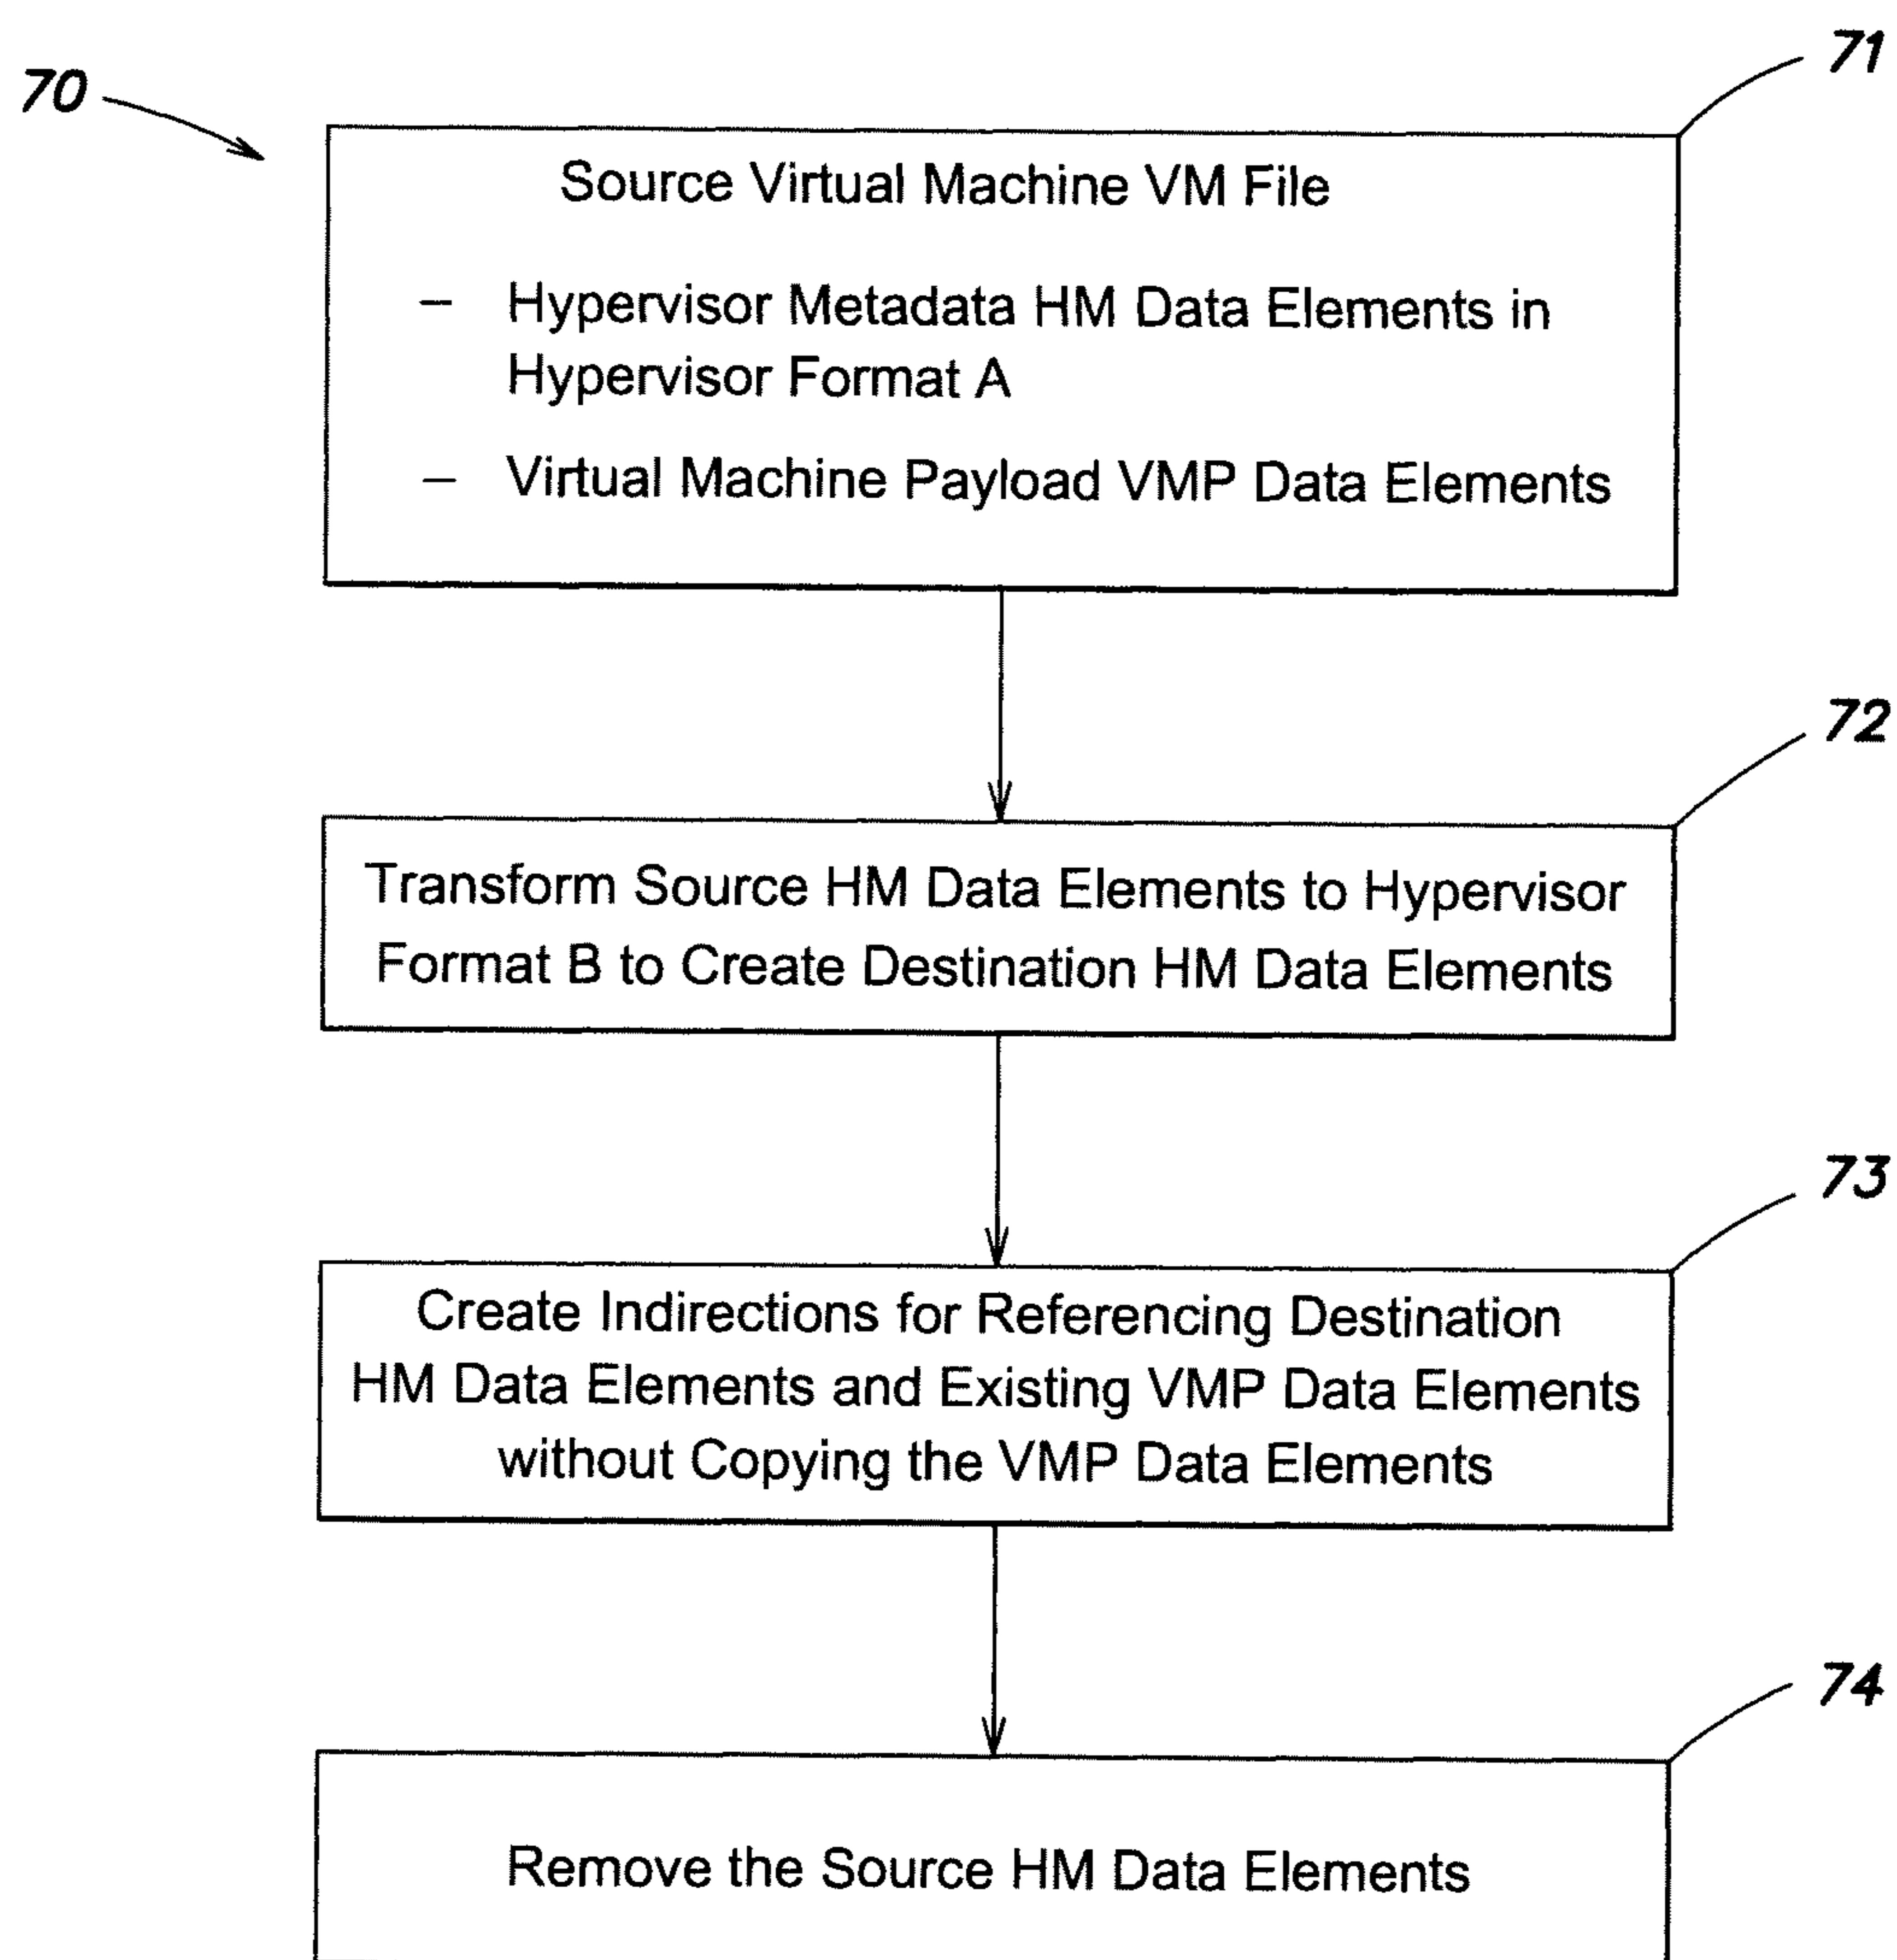 70
71
Source Virtual Machine VM File
– Hypervisor Metadata HM Data Elements in
Hypervisor Format A
– Virtual Machine Payload VMP Data Elements
72
Transform Source HM Data Elements to Hypervisor
Format B to Create Destination HM Data Elements
73
Create Indirections for Referencing Destination
HM Data Elements and Existing VMP Data Elements
without Copying the VMP Data Elements
74
Remove the Source HM Data Elements